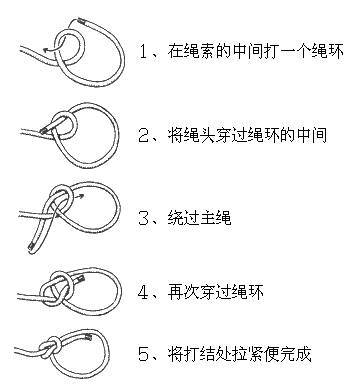 1、在绳索的中间打一个绳环
2、将绳头穿过绳环的中间
3、绕过主绳
4、再次穿过绳环
5、将打结处拉紧便完成